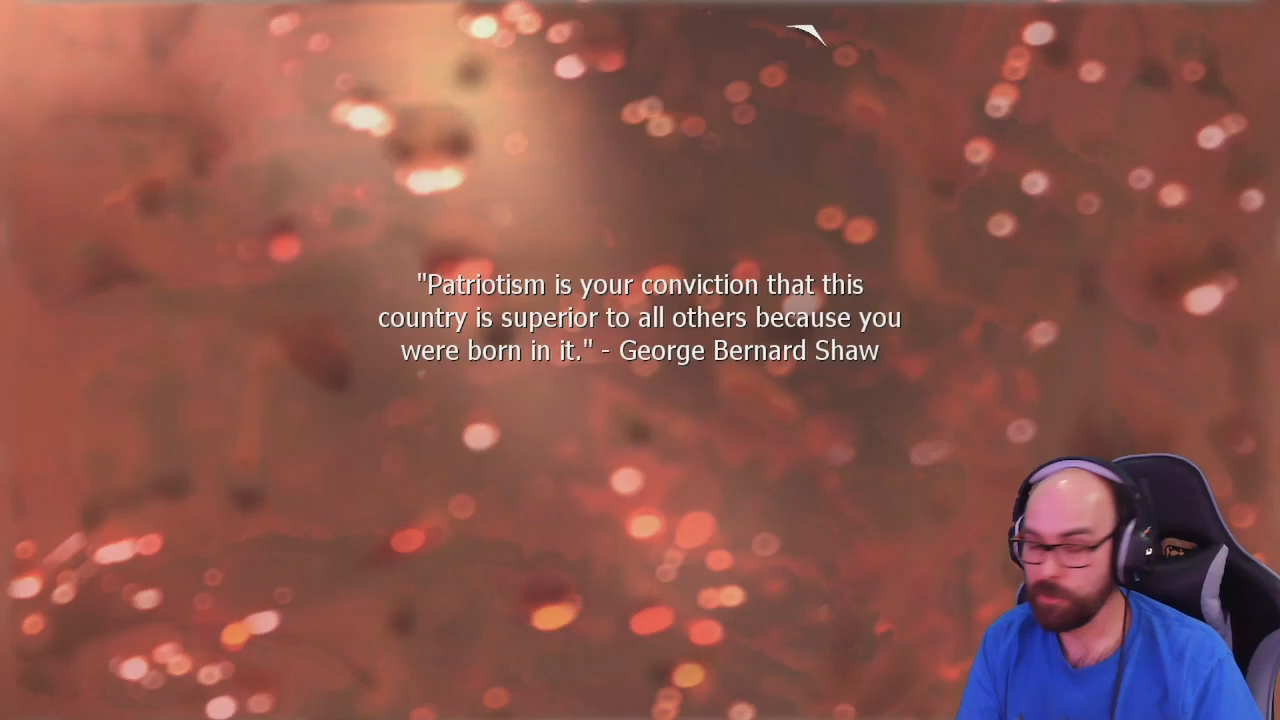 "Patriotism is your conviction that this
country is superior to all others because you
were born in it." - George Bernard Shaw